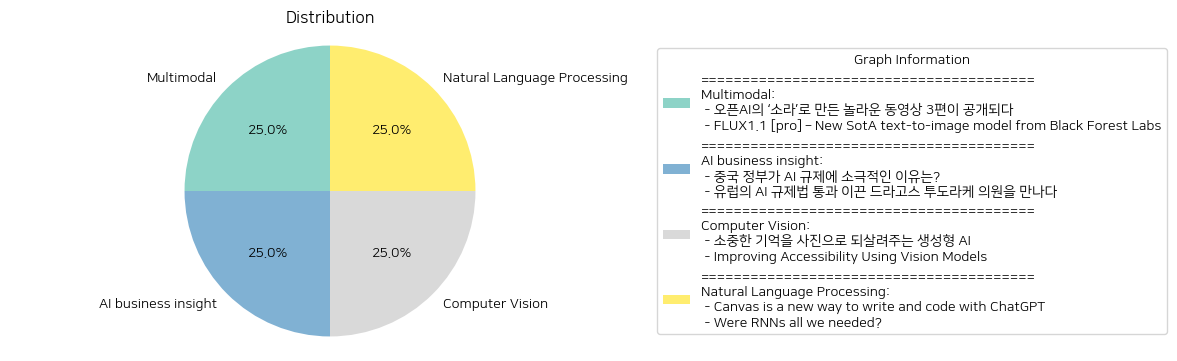 Distribution
Multimodal
Natural Language Processing
25.0%
25.0%
25.0%
25.0%
AI business insight
Computer Vision
Graph Information
========================================
Multimodal:
- 오픈AI의 ‘소라’로 만든 놀라운 동영상 3편이 공개되다
- FLUX1.1 [pro] – New SotA text-to-image model from Black Forest Labs
========================================
AI business insight:
- 중국 정부가 AI 규제에 소극적인 이유는?
- 유럽의 AI 규제법 통과 이끈 드라고스 투도라케 의원을 만나다
========================================
Computer Vision:
- 소중한 기억을 사진으로 되살려주는 생성형 AI
- Improving Accessibility Using Vision Models
========================================
Natural Language Processing:
- Canvas is a new way to write and code with ChatGPT
- Were RNNs all we needed?